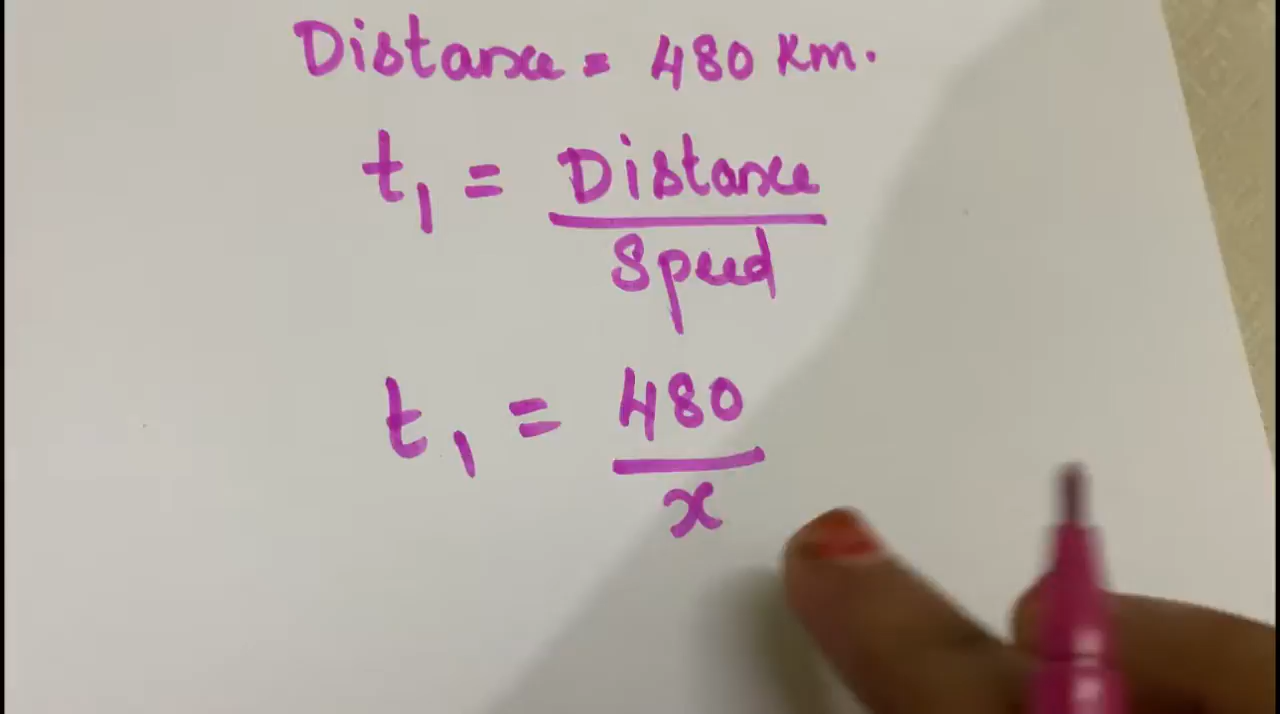 Distance = 480 Km.
t₁ = Distance
Speed
t₁ = 480
x